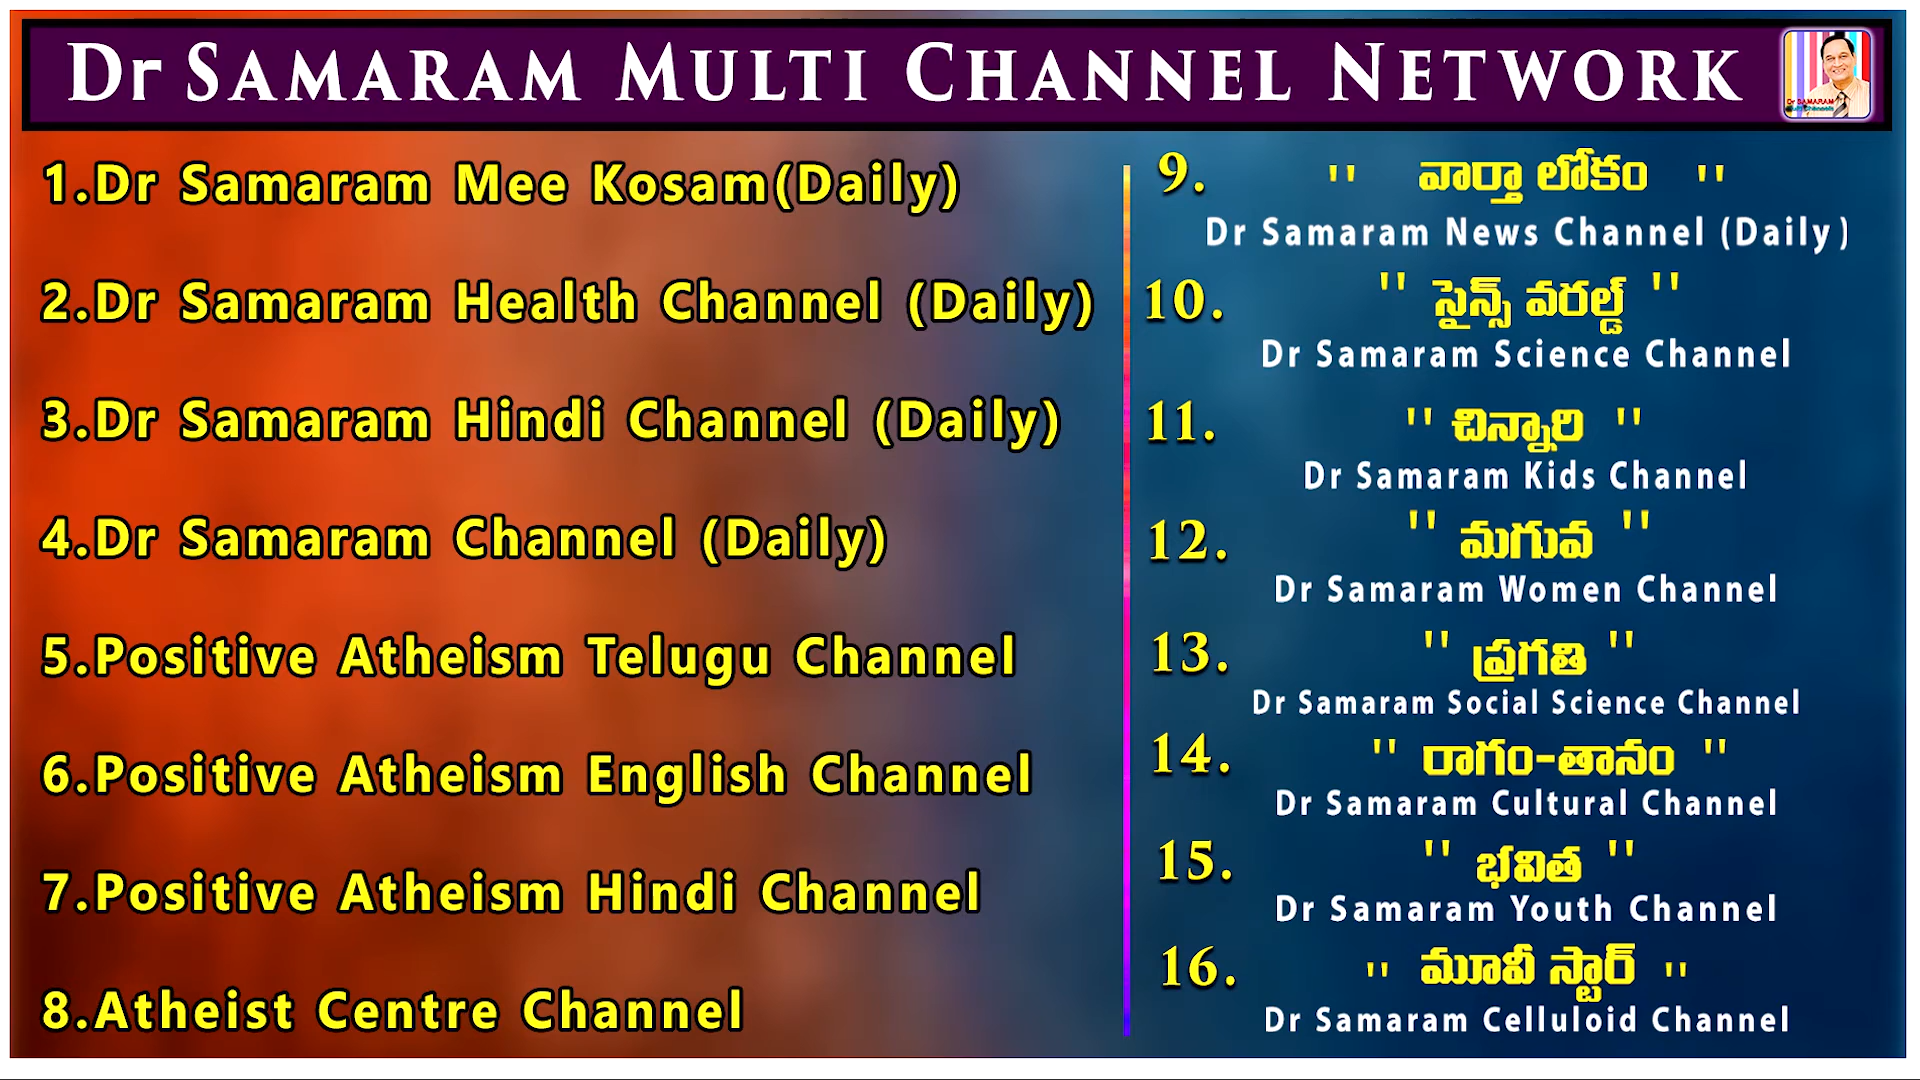 Dr SAMARAM MULTI CHANNEL NETWORK
Dr SAMARAM
Multi Channels
1.Dr Samaram Mee Kosam(Daily)
2.Dr Samaram Health Channel (Daily)
3.Dr Samaram Hindi Channel (Daily)
4.Dr Samaram Channel (Daily)
5.Positive Atheism Telugu Channel
6.Positive Atheism English Channel
7.Positive Atheism Hindi Channel
8.Atheist Centre Channel
9. " వార్తా లోకం "
Dr Samaram News Channel (Daily)
10. " సైన్స్ వరల్డ్ "
Dr Samaram Science Channel
11. " చిన్నారి "
Dr Samaram Kids Channel
12. " మగువ "
Dr Samaram Women Channel
13. " ప్రగతి "
Dr Samaram Social Science Channel
14. " రాగం-తానం "
Dr Samaram Cultural Channel
15. " భవిత "
Dr Samaram Youth Channel
16. " మూవీ స్టార్ "
Dr Samaram Celluloid Channel